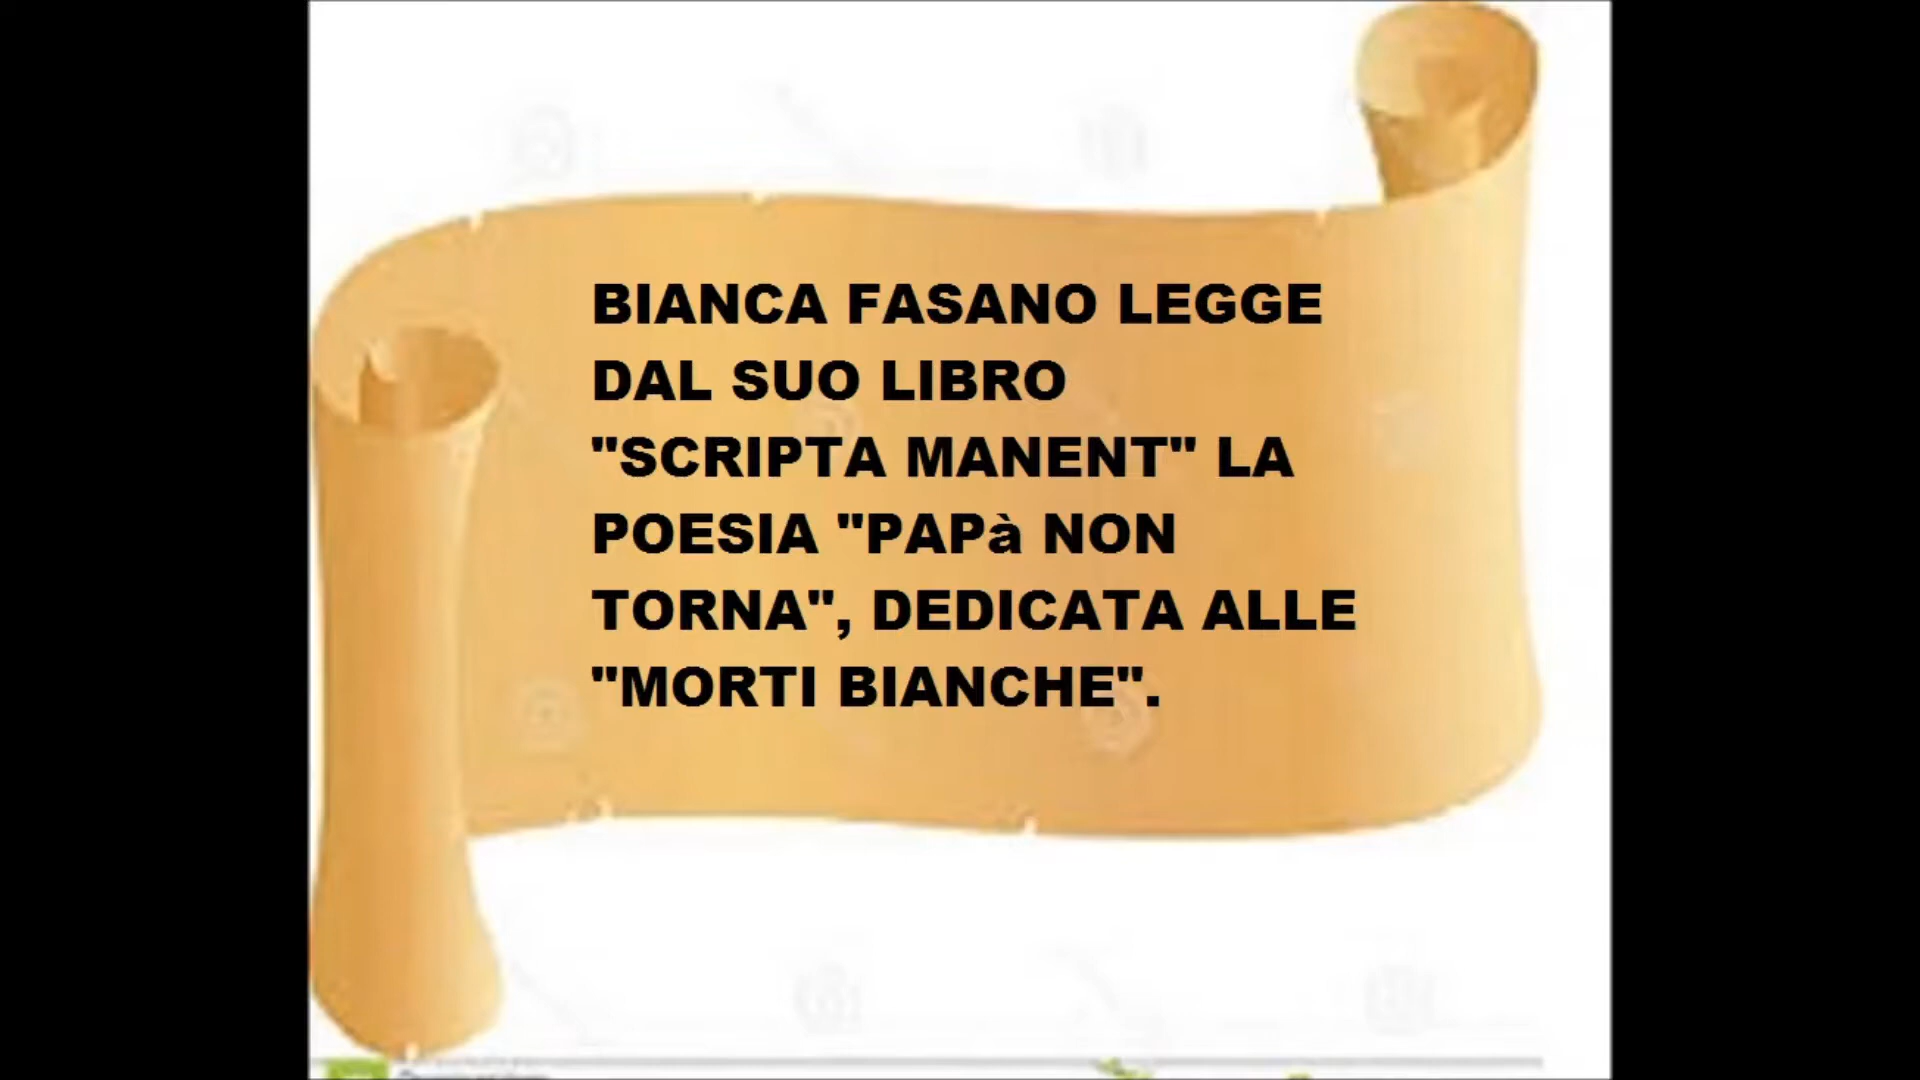 BIANCA FASANO LEGGE
DAL SUO LIBRO
"SCRIPTA MANENT" LA
POESIA "PAPà NON
TORNA", DEDICATA ALLE
"MORTI BIANCHE".